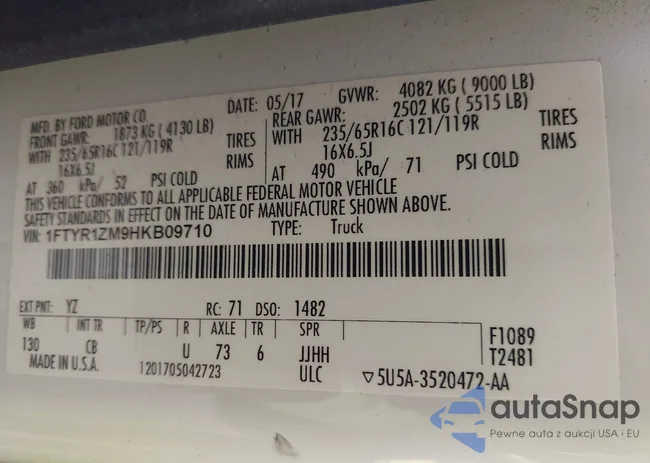 MFD. BY FORD MOTOR CO. DATE: 05/17 GVWR: 4082 KG ( 9000 LB)
FRONT GAWR: 1873 KG ( 4130 LB) REAR GAWR: 2502 KG ( 5515 LB)
WITH 235/65R16C 121/119R TIRES WITH 235/65R16C 121/119R TIRES
16X6.5J RIMS 16X6.5J RIMS
AT 360 kPa/ 52 PSI COLD AT 490 kPa/ 71 PSI COLD
THIS VEHICLE CONFORMS TO ALL APPLICABLE FEDERAL MOTOR VEHICLE
SAFETY STANDARDS IN EFFECT ON THE DATE OF MANUFACTURE SHOWN ABOVE.
VIN: 1FTYR1ZM9HKB09710 TYPE: Truck
EXT PNT: YZ RC: 71 DSO: 1482
WB INT TR TP/PS R AXLE TR SPR F1089
130 CB U 73 6 JJHH T2481
MADE IN U.S.A. 1201705042723 ULC ▽5U5A-3520472-AA
autaSnap
Pewne auta z aukcji USA i EU